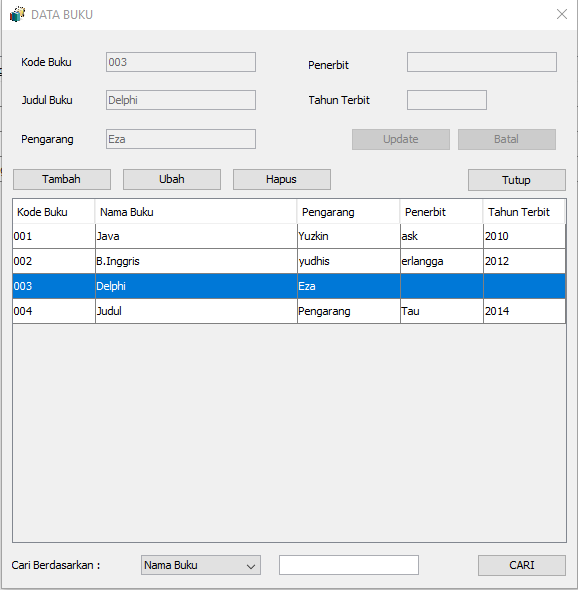 DATA BUKU
Kode Buku 003 Penerbit
Judul Buku Delphi Tahun Terbit
Pengarang Eza Update Batal
Tambah Ubah Hapus Tutup
Kode Buku Nama Buku Pengarang Penerbit Tahun Terbit
001 Java Yuzkin ask 2010
002 B.Inggris yudhis erlangga 2012
003 Delphi Eza
004 Judul Pengarang Tau 2014
Cari Berdasarkan : Nama Buku CARI